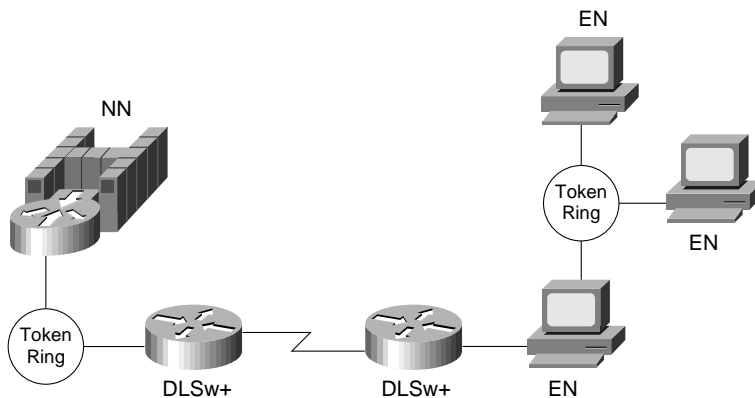 EN
NN
Token
Ring
EN
Token
Ring
DLSw+
DLSw+
EN